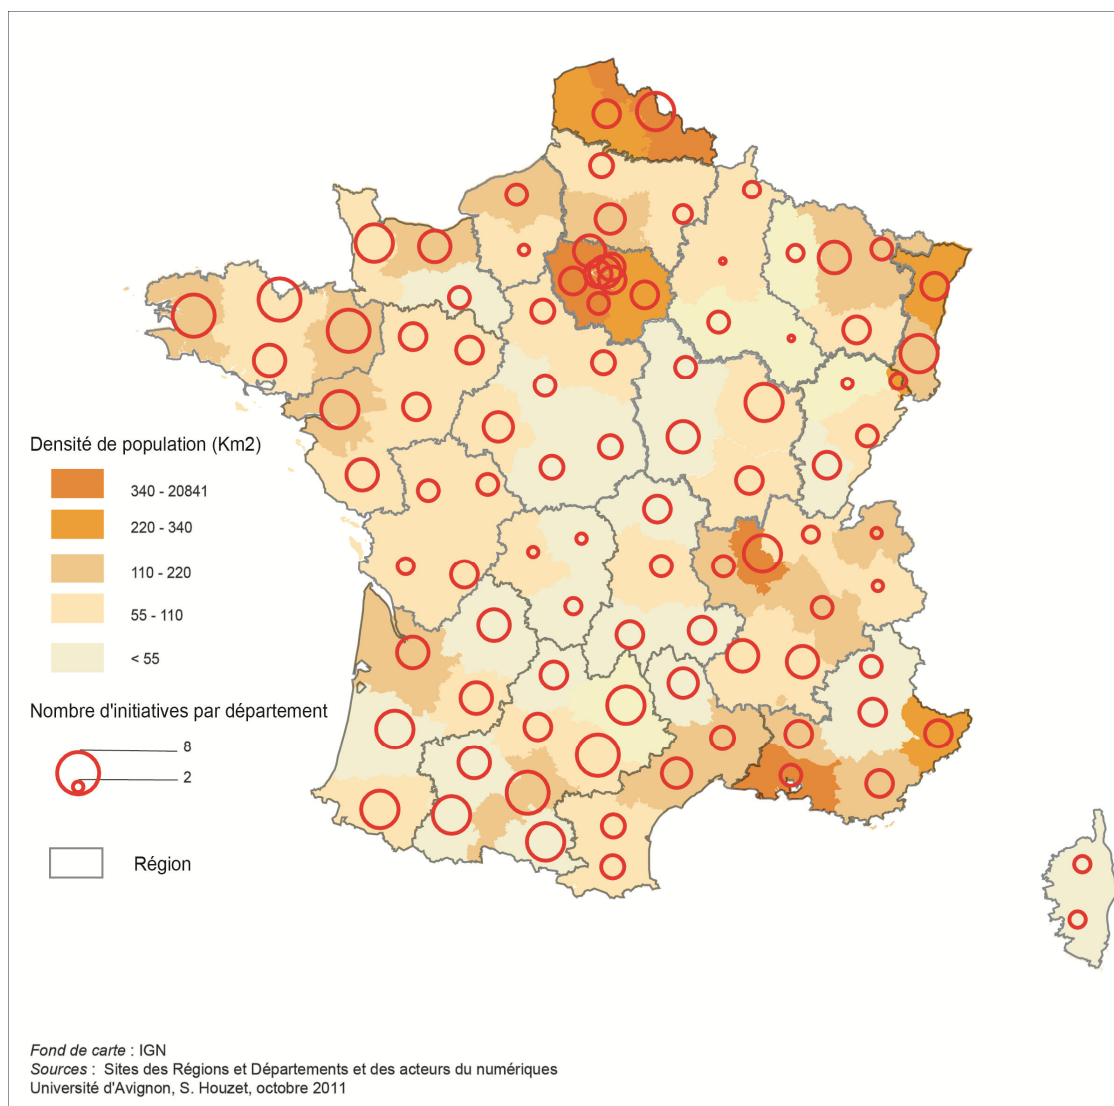 Densité de population (Km2)
340 - 20841
220 - 340
110 - 220
55 - 110
< 55
Nombre d'initiatives par département
8
2
Région
Fond de carte : IGN
Sources : Sites des Régions et Départements et des acteurs du numériques
Université d'Avignon, S. Houzet, octobre 2011